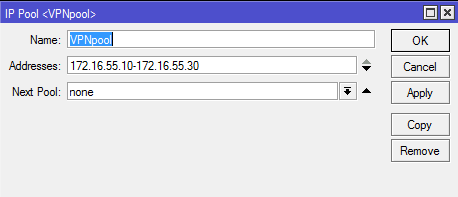 IP Pool <VPNpool>
Name: VPNpool
OK
Addresses: 172.16.55.10-172.16.55.30
Cancel
Next Pool: none
Apply
Copy
Remove